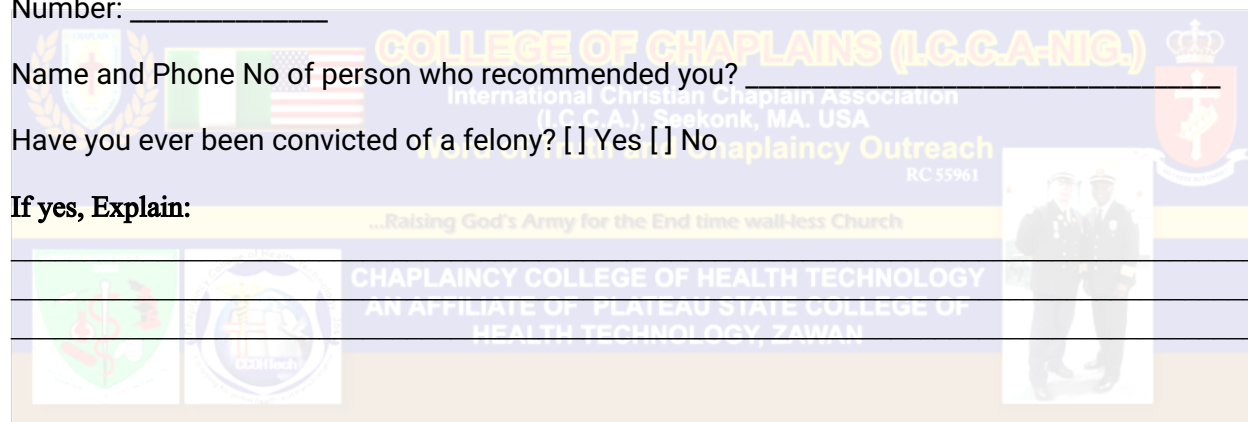 Number: _______________
COLLEGE OF CHAPLAINS (I.C.C.A-NIG.)
Name and Phone No of person who recommended you? ____________________________________
International Christian Chaplain Association
(I.C.C.A.), Seekonk, MA. USA
Have you ever been convicted of a felony? [ ] Yes [ ] No
Chaplaincy Outreach
RC 55961
If yes, Explain:
...Raising God's Army for the End time wall-less Church
CHAPLAINCY COLLEGE OF HEALTH TECHNOLOGY
AN AFFILIATE OF PLATEAU STATE COLLEGE OF
HEALTH TECHNOLOGY, ZAWAN
CCOHTech